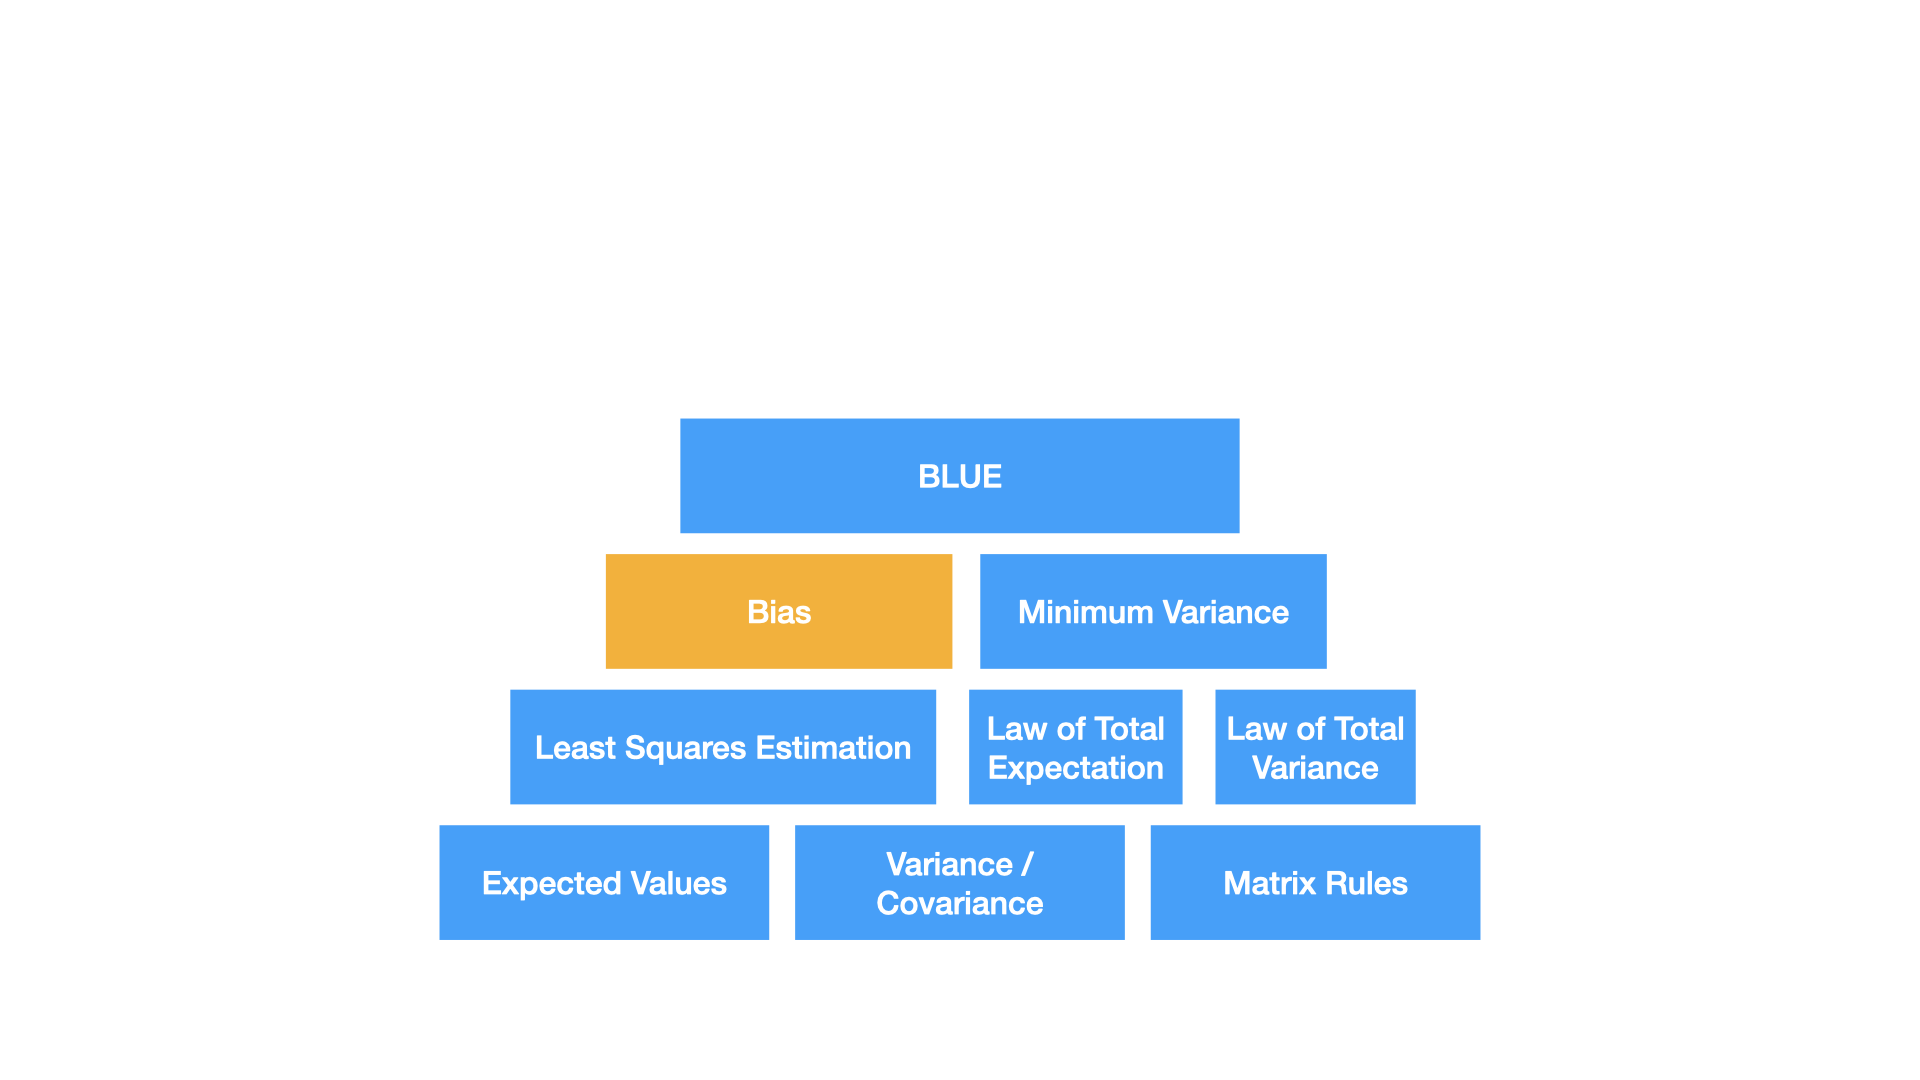 BLUE
Bias
Minimum Variance
Least Squares Estimation
Law of Total
Expectation
Law of Total
Variance
Expected Values
Variance /
Covariance
Matrix Rules